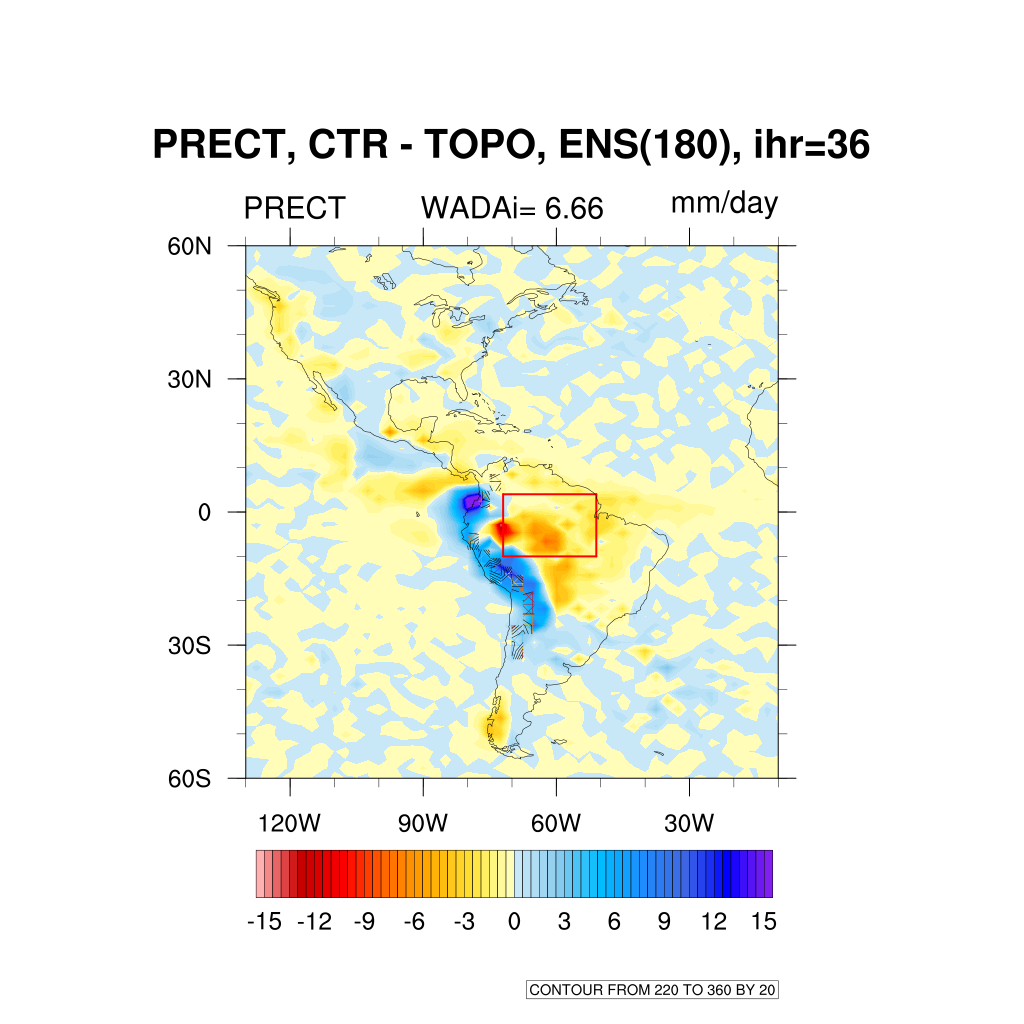 PRECT, CTR - TOPO, ENS(180), ihr=36
PRECT WADAi= 6.66 mm/day
60N
30N
0
30S
60S
120W 90W 60W 30W
-15 -12 -9 -6 -3 0 3 6 9 12 15
CONTOUR FROM 220 TO 360 BY 20